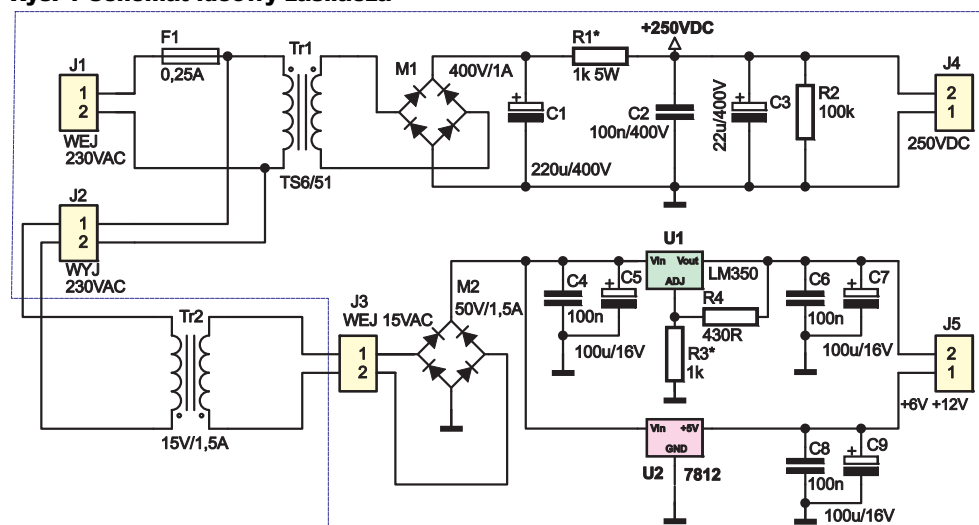 Rys. 1 Schemat ideowy zasilacza
F1
0,25A
J1
1
2
WEJ
230VAC
Tr1
TS6/51
M1
400V/1A
C1
220u/400V
R1*
1k 5W
+250VDC
C2
100n/400V
22u/400V
C3
R2
100k
J4
2
1
250VDC
J2
1
2
WYJ
230VAC
Tr2
15V/1,5A
J3
WEJ 15VAC
1
2
M2
50V/1,5A
C4
100n
C5
100u/16V
U1
Vin
Vout
ADJ
LM350
R4
430R
R3*
1k
C6
100n
C7
100u/16V
J5
2
1
+6V +12V
Vin
+5V
GND
U2
7812
C8
100n
C9
100u/16V